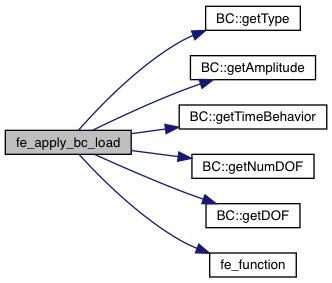 BC::getType
BC::getAmplitude
BC::getTimeBehavior
fe_apply_bc_load
BC::getNumDOF
BC::getDOF
fe_function